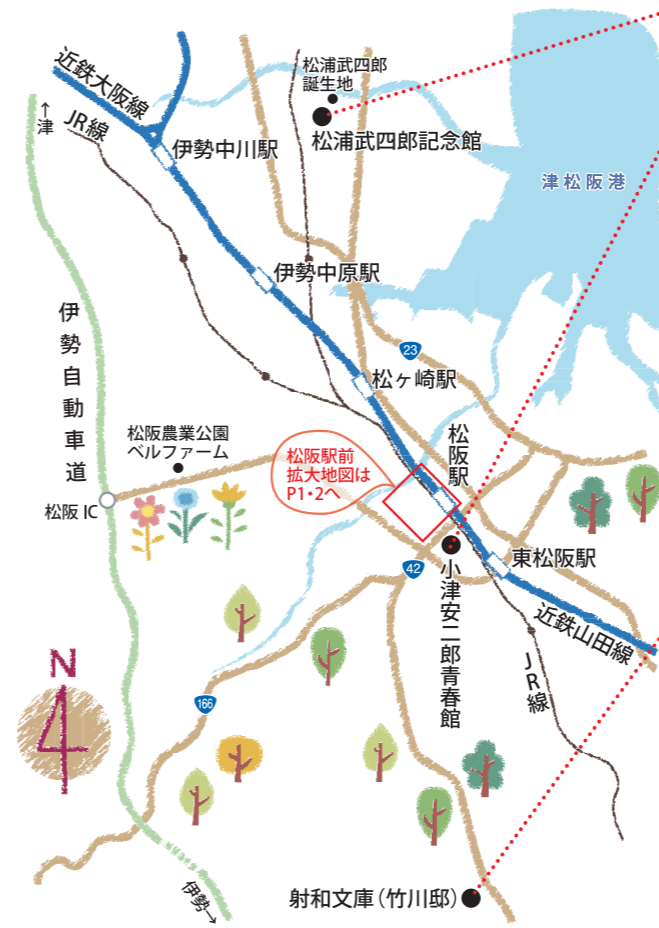 松浦武四郎
誕生地
松浦武四郎記念館
近鉄大阪線
JR線
←津
伊勢中川駅
津松阪港
伊勢中原駅
伊勢自動車道
23
松ヶ崎駅
松阪農業公園
ベルファーム
松阪駅前
拡大地図は
P1・2へ
松阪駅
松阪 IC
42
東松阪駅
小津安二郎青春館
近鉄山田線
JR線
N
166
伊勢→
射和文庫（竹川邸）